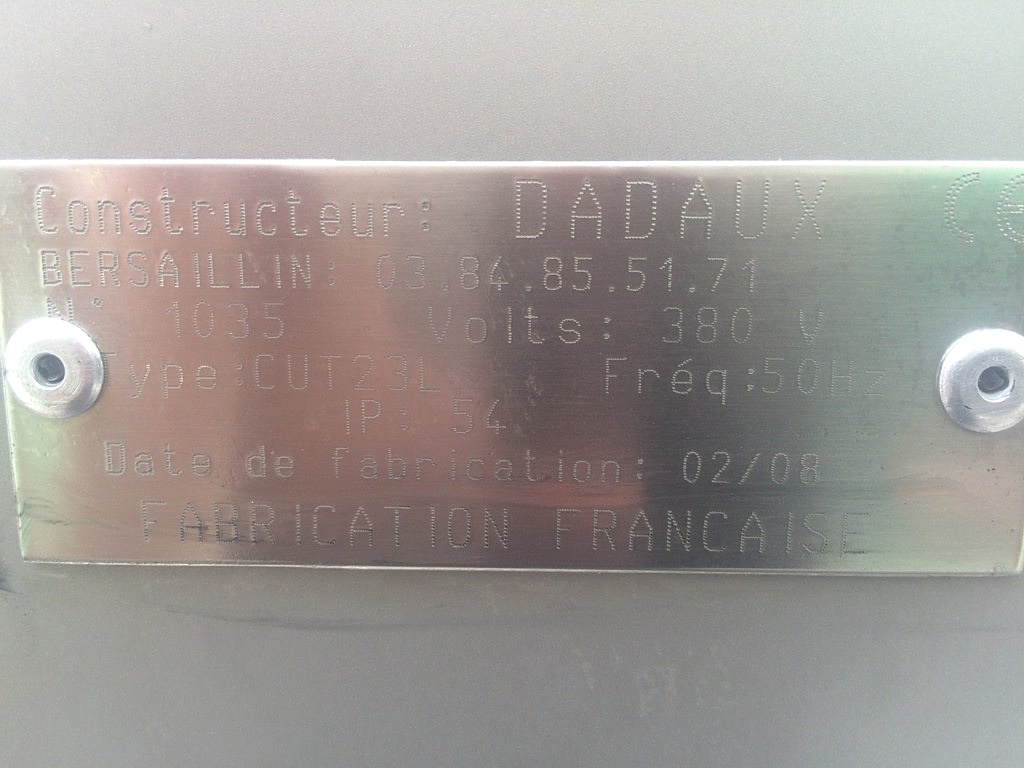 Constructeur: DADAUX CE
BERSAILLIN: 03.84.85.51.71
N° 1035 Volts: 380 V
Type:CUT23L Fréq:50Hz
IP: 54
Date de fabrication: 02/08
FABRICATION FRANCAISE